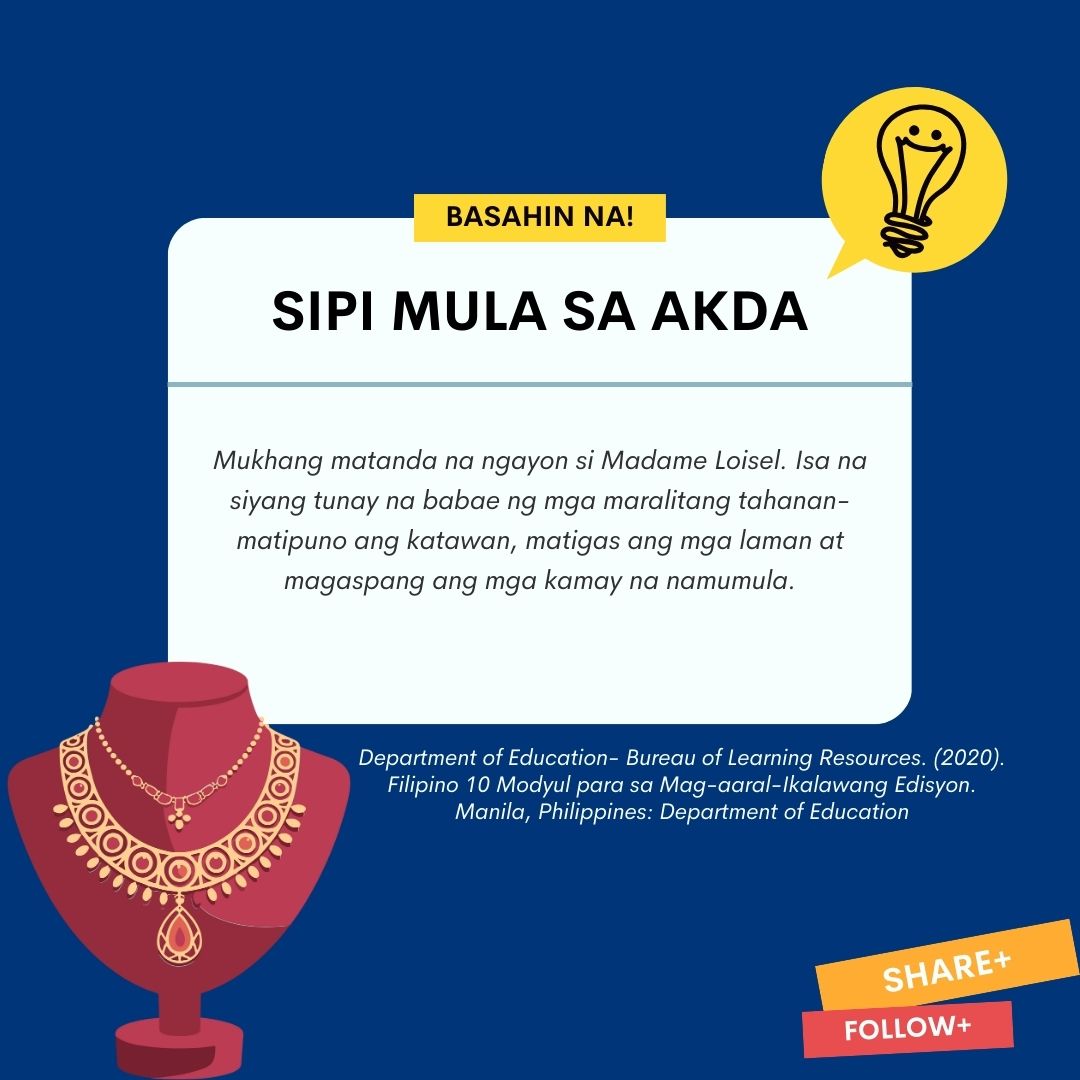 BASAHIN NA!
SIPI MULA SA AKDA
Mukhang matanda na ngayon si Madame Loisel. Isa na
siyang tunay na babae ng mga maralitang tahanan-
matipuno ang katawan, matigas ang mga laman at
magaspang ang mga kamay na namumula.
Department of Education- Bureau of Learning Resources. (2020).
Filipino 10 Modyul para sa Mag-aaral-Ikalawang Edisyon.
Manila, Philippines: Department of Education
SHARE+
FOLLOW+